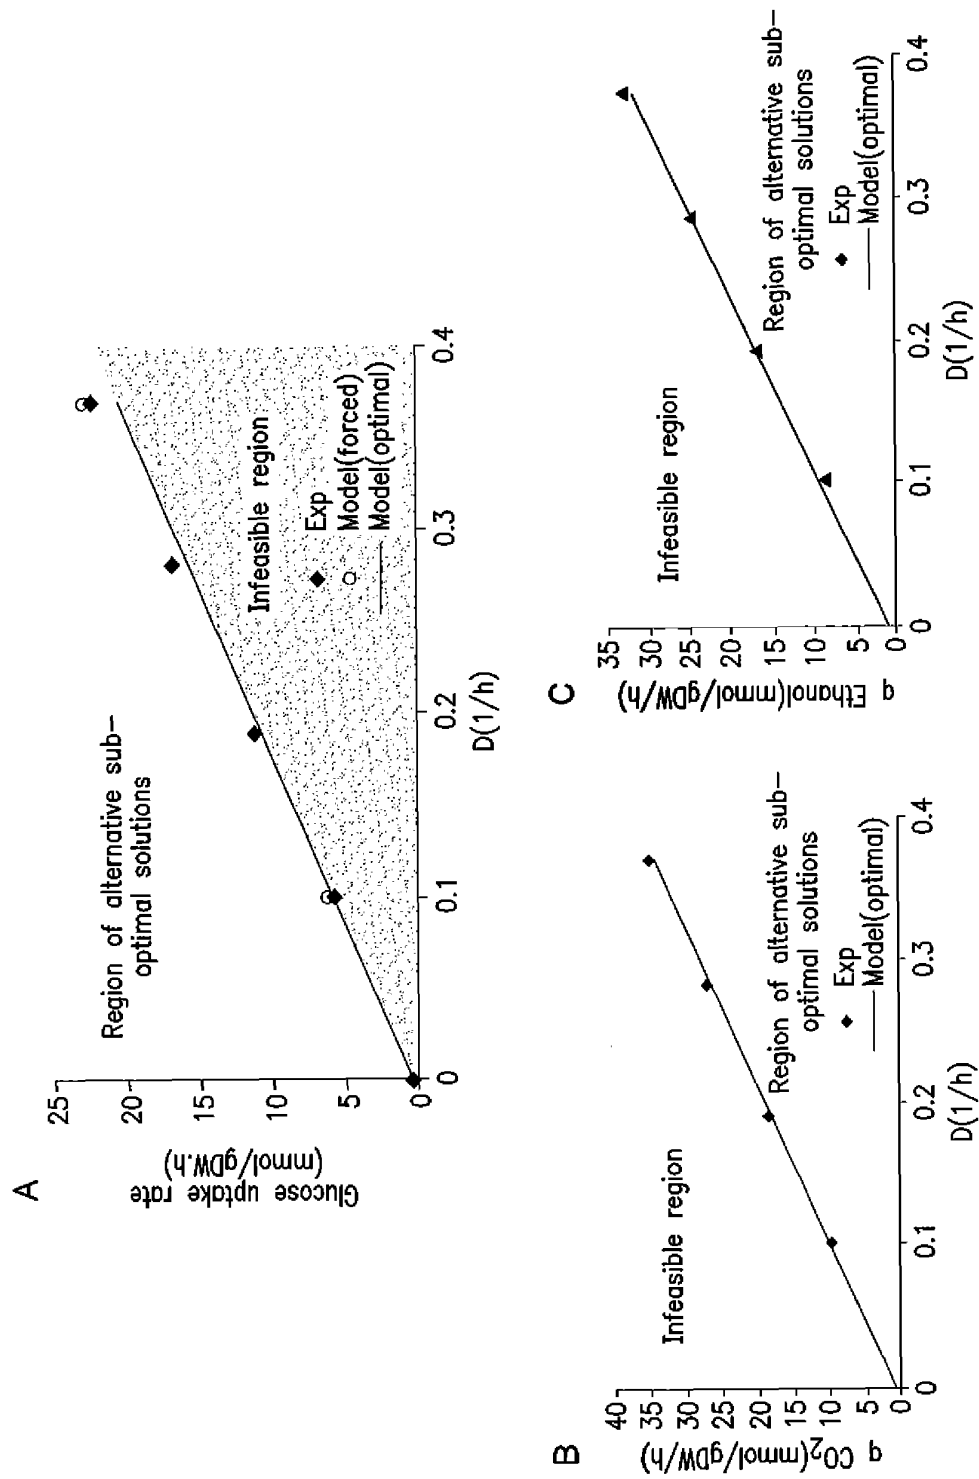 A
Glucose uptake rate
(mmol/gDW.h)
25
20
15
10
5
0
Region of alternative sub-
optimal solutions
Infeasible region
◆ Exp
○ Model(forced)
— Model(optimal)
0
0.1
0.2
0.3
0.4
D(1/h)
B
q CO₂(mmol/gDW/h)
40
35
30
25
20
15
10
5
0
Infeasible region
Region of alternative sub-
optimal solutions
◆ Exp
— Model(optimal)
0
0.1
0.2
0.3
0.4
D(1/h)
C
q Ethanol(mmol/gDW/h)
35
30
25
20
15
10
5
0
Infeasible region
Region of alternative sub-
optimal solutions
◆ Exp
— Model(optimal)
0
0.1
0.2
0.3
0.4
D(1/h)